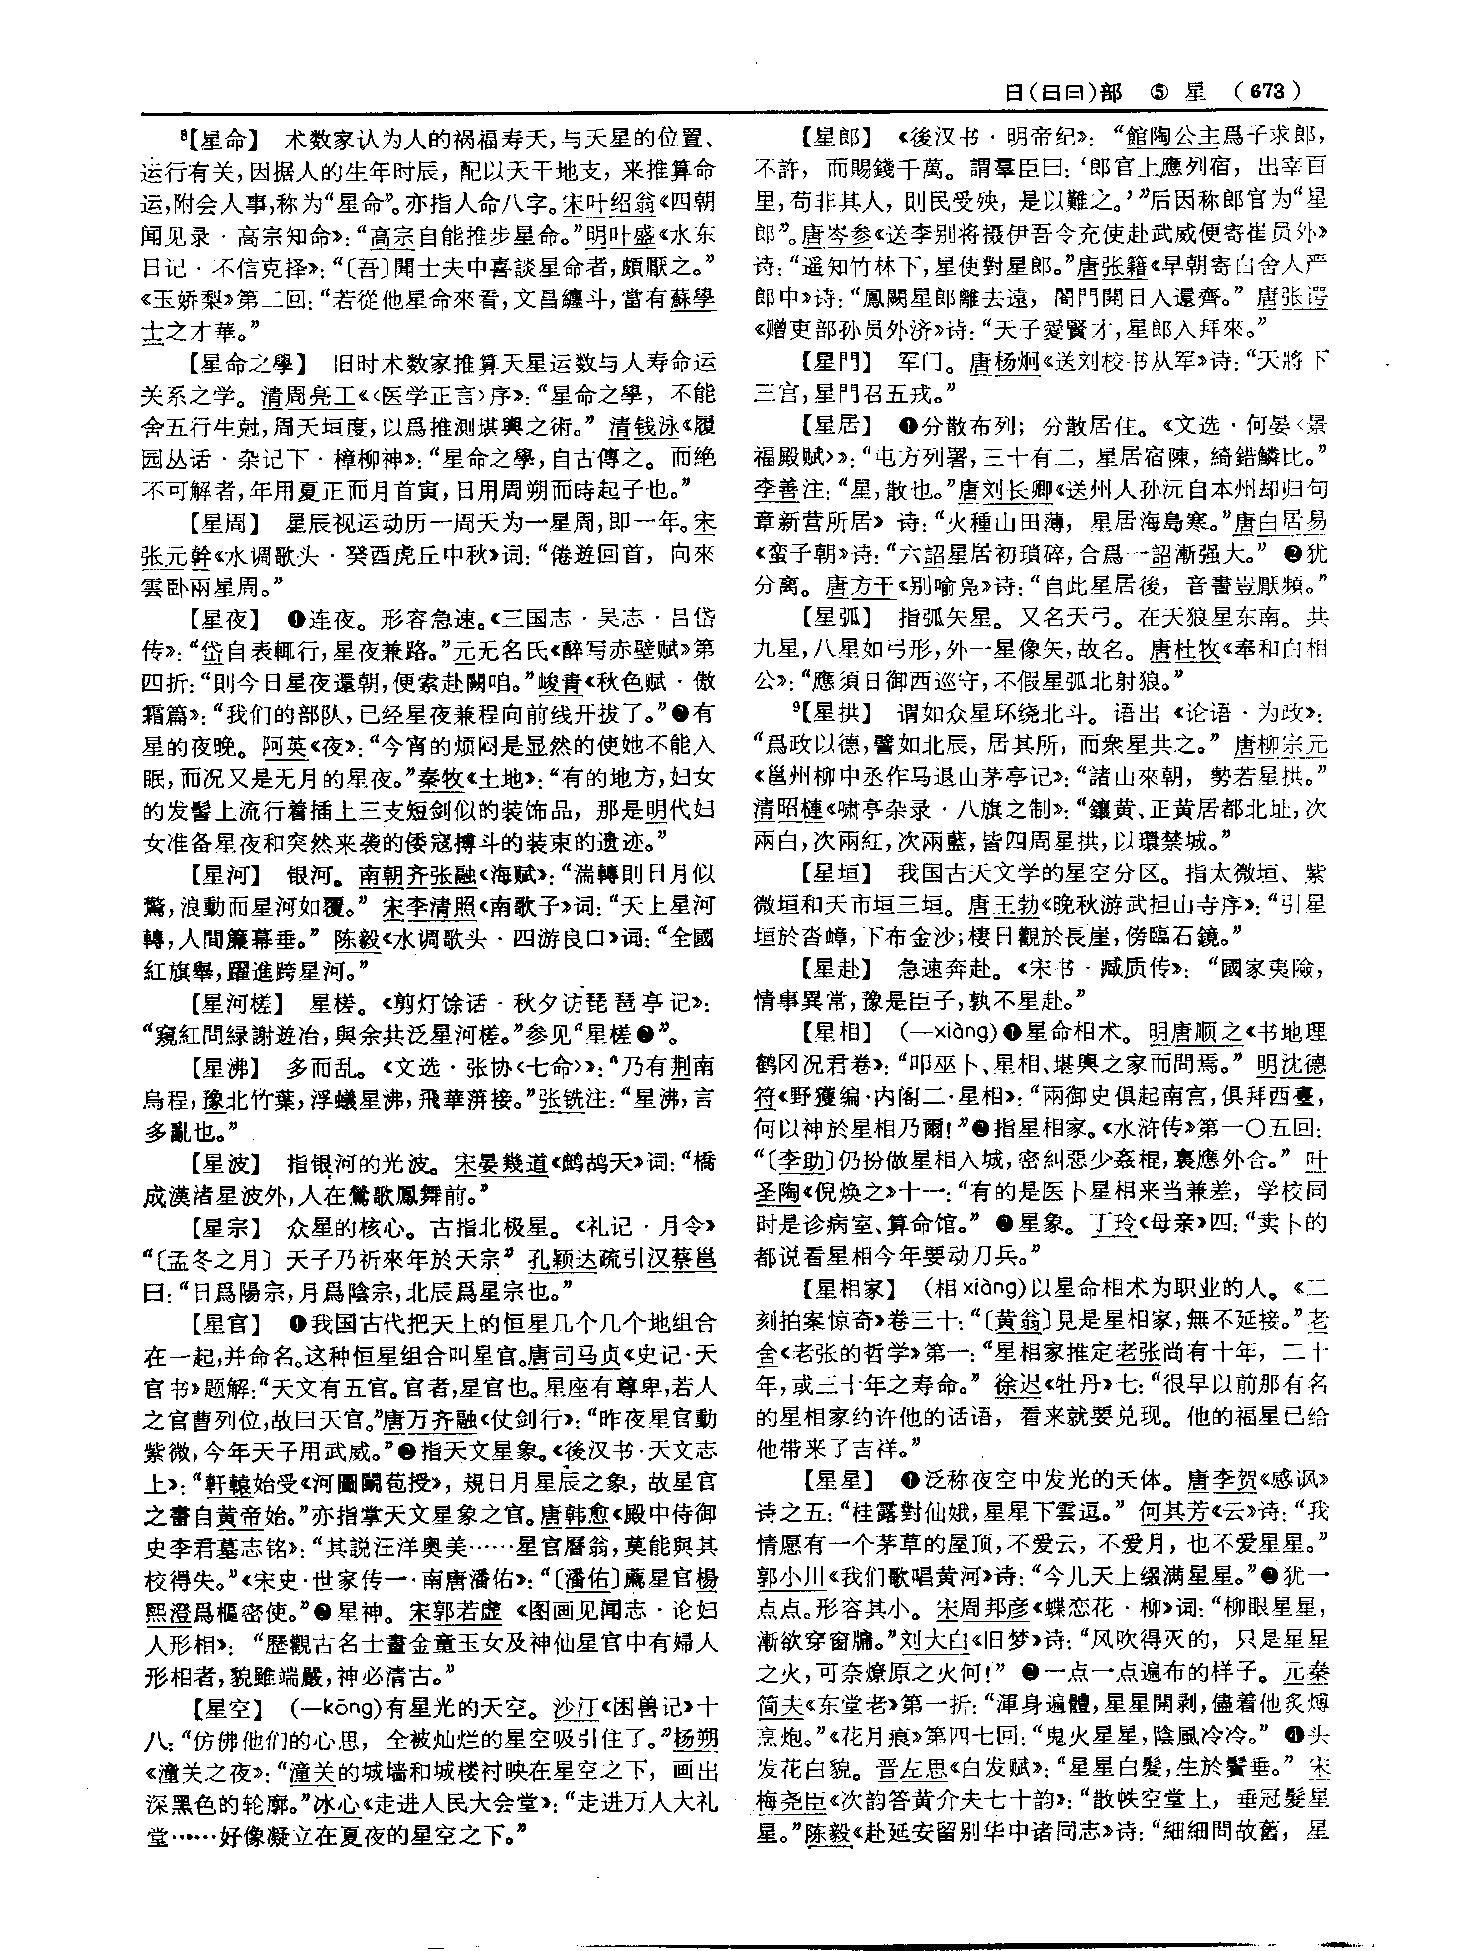 日(日曰)部 ⑤ 星 (673)
⁸【星命】 术数家认为人的祸福寿夭,与天星的位置、
运行有关,因据人的生年时辰,配以天干地支,来推算命
运,附会人事,称为“星命”。亦指人命八字。宋叶绍翁《四朝
闻见录·高宗知命》:“高宗自能推步星命。”明叶盛《水东
日记·不信克择》:“〔吾〕聞士夫中喜談星命者,頗厭之。”
《玉娇梨》第二回:“若從他星命來看,文昌纏斗,當有蘇學
士之才華。”
【星命之學】 旧时术数家推算天星运数与人寿命运
关系之学。清周亮工《〈医学正言〉序》:“星命之學,不能
舍五行生尅,周天垣度,以爲推測堪輿之術。”清钱泳《履
园丛话·杂记下·樟柳神》:“星命之學,自古傳之。而绝
不可解者,年用夏正而月首寅,日用周朔而時起子也。”
【星周】 星辰视运动历一周天为一星周,即一年。宋
张元幹《水调歌头·癸酉虎丘中秋》词:“倦遊回首,向來
雲卧兩星周。”
【星夜】 ❶连夜。形容急速。《三国志·吴志·吕岱
传》:“岱自表輒行,星夜兼路。”元无名氏《醉写赤壁赋》第
四折:“則今日星夜還朝,便索赴闕咱。”峻青《秋色赋·傲
霜篇》:“我们的部队,已经星夜兼程向前线开拔了。”❷有
星的夜晚。阿英《夜》:“今宵的烦闷是显然的使她不能入
眠,而况又是无月的星夜。”秦牧《土地》:“有的地方,妇女
的发髻上流行着插上三支短剑似的装饰品,那是明代妇
女准备星夜和突然来袭的倭寇搏斗的装束的遗迹。”
【星河】 银河。南朝齐张融《海赋》:“湍轉則日月似
驚,浪動而星河如覆。”宋李清照《南歌子》词:“天上星河
轉,人間簾幕垂。”陈毅《水调歌头·四游良口》词:“全國
紅旗舉,躍進跨星河。”
【星河槎】 星槎。《剪灯馀话·秋夕访琵琶亭记》:
“窺紅問緑謝遊冶,與余共泛星河槎。”参见“星槎❷”。
【星沸】 多而乱。《文选·张协〈七命〉》:“乃有荆南
烏程,豫北竹葉,浮蟻星沸,飛華蓱接。”张铣注:“星沸,言
多亂也。”
【星波】 指银河的光波。宋晏幾道《鹧鸪天》词:“橋
成漢渚星波外,人在鸞歌鳳舞前。”
【星宗】 众星的核心。古指北极星。《礼记·月令》
“〔孟冬之月〕天子乃祈來年於天宗”孔颖达疏引汉蔡邕
曰:“日爲陽宗,月爲陰宗,北辰爲星宗也。”
【星官】 ❶我国古代把天上的恒星几个几个地组合
在一起,并命名。这种恒星组合叫星官。唐司马贞《史记·天
官书》题解:“天文有五官。官者,星官也。星座有尊卑,若人
之官曹列位,故曰天官。”唐万齐融《仗剑行》:“昨夜星官動
紫微,今年天子用武威。”❷指天文星象。《後汉书·天文志
上》:“軒轅始受《河圖鬬苞授》,規日月星辰之象,故星官
之書自黄帝始。”亦指掌天文星象之官。唐韩愈《殿中侍御
史李君墓志铭》:“其説汪洋奥美……星官曆翁,莫能與其
校得失。”《宋史·世家传一·南唐潘佑》:“〔潘佑〕薦星官楊
熙澄爲樞密使。”❸星神。宋郭若虚《图画见闻志·论妇
人形相》:“歷觀古名士畫金童玉女及神仙星官中有婦人
形相者,貌雖端嚴,神必清古。”
【星空】 (—kōng)有星光的天空。沙汀《困兽记》十
八:“仿佛他们的心思,全被灿烂的星空吸引住了。”杨朔
《潼关之夜》:“潼关的城墙和城楼衬映在星空之下,画出
深黑色的轮廓。”冰心《走进人民大会堂》:“走进万人大礼
堂……好像凝立在夏夜的星空之下。”
【星郎】 《後汉书·明帝纪》:“館陶公主爲子求郎,
不許,而賜錢千萬。謂羣臣曰:‘郎官上應列宿,出宰百
里,苟非其人,則民受殃,是以難之。’”后因称郎官为“星
郎”。唐岑参《送李别将摄伊吾令充使赴武威便寄崔员外》
诗:“遥知竹林下,星使對星郎。”唐张籍《早朝寄白舍人严
郎中》诗:“鳳闕星郎離去遠,閤門開日入還齊。”唐张谔
《赠吏部孙员外济》诗:“天子愛賢才,星郎入拜來。”
【星門】 军门。唐杨炯《送刘校书从军》诗:“天將下
三宫,星門召五戎。”
【星居】 ❶分散布列;分散居住。《文选·何晏〈景
福殿赋〉》:“屯方列署,三十有二,星居宿陳,綺錯鱗比。”
李善注:“星,散也。”唐刘长卿《送州人孙沅自本州却归句
章新营所居》诗:“火種山田薄,星居海島寒。”唐白居易
《蛮子朝》诗:“六詔星居初瑣碎,合爲一詔漸强大。”❷犹
分离。唐方干《别喻凫》诗:“自此星居後,音書豈厭頻。”
【星弧】 指弧矢星。又名天弓。在天狼星东南。共
九星,八星如弓形,外一星像矢,故名。唐杜牧《奉和白相
公》:“應須日御西巡守,不假星弧北射狼。”
⁹【星拱】 谓如众星环绕北斗。语出《论语·为政》:
“爲政以德,譬如北辰,居其所,而衆星共之。”唐柳宗元
《邕州柳中丞作马退山茅亭记》:“諸山來朝,勢若星拱。”
清昭槤《啸亭杂录·八旗之制》:“鑲黄、正黄居都北址,次
兩白,次兩紅,次兩藍,皆四周星拱,以環禁城。”
【星垣】 我国古天文学的星空分区。指太微垣、紫
微垣和天市垣三垣。唐王勃《晚秋游武担山寺序》:“引星
垣於沓嶂,下布金沙;棲日觀於長崖,傍臨石鏡。”
【星赴】 急速奔赴。《宋书·臧质传》:“國家夷險,
情事異常,豫是臣子,孰不星赴。”
【星相】 (—xiàng)❶星命相术。明唐顺之《书地理
鹤冈况君卷》:“叩巫卜、星相、堪輿之家而問焉。”明沈德
符《野獲编·内阁二·星相》:“兩御史俱起南宫,俱拜西臺,
何以神於星相乃爾!”❷指星相家。《水浒传》第一〇五回:
“〔李助〕仍扮做星相入城,密糾惡少姦棍,裏應外合。”叶
圣陶《倪焕之》十一:“有的是医卜星相来当兼差,学校同
时是诊病室、算命馆。”❸星象。丁玲《母亲》四:“卖卜的
都说看星相今年要动刀兵。”
【星相家】 (相xiàng)以星命相术为职业的人。《二
刻拍案惊奇》卷三十:“〔黄翁〕見是星相家,無不延接。”老
舍《老张的哲学》第一:“星相家推定老张尚有十年,二十
年,或三十年之寿命。”徐迟《牡丹》七:“很早以前那有名
的星相家约许他的话语,看来就要兑现。他的福星已给
他带来了吉祥。”
【星星】 ❶泛称夜空中发光的天体。唐李贺《感讽》
诗之五:“桂露對仙娥,星星下雲逗。”何其芳《云》诗:“我
情愿有一个茅草的屋顶,不爱云,不爱月,也不爱星星。”
郭小川《我们歌唱黄河》诗:“今儿天上缀满星星。”❷犹一
点点。形容其小。宋周邦彦《蝶恋花·柳》词:“柳眼星星,
漸欲穿窗牖。”刘大白《旧梦》诗:“风吹得灭的,只是星星
之火,可奈燎原之火何!”❸一点一点遍布的样子。元秦
简夫《东堂老》第一折:“渾身遍體,星星開剥,儘着他炙煿
烹炮。”《花月痕》第四七回:“鬼火星星,陰風冷冷。”❹头
发花白貌。晋左思《白发赋》:“星星白髮,生於鬢垂。”宋
梅尧臣《次韵答黄介夫七十韵》:“散帙空堂上,垂冠髮星
星。”陈毅《赴延安留别华中诸同志》诗:“細細問故舊,星